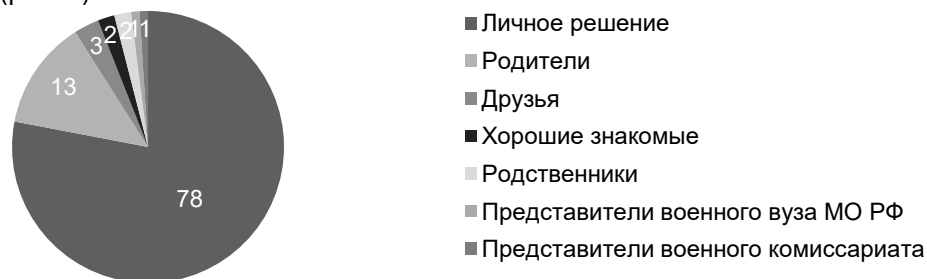 78
13
3
2
2
1
1
Личное решение
Родители
Друзья
Хорошие знакомые
Родственники
Представители военного вуза МО РФ
Представители военного комиссариата